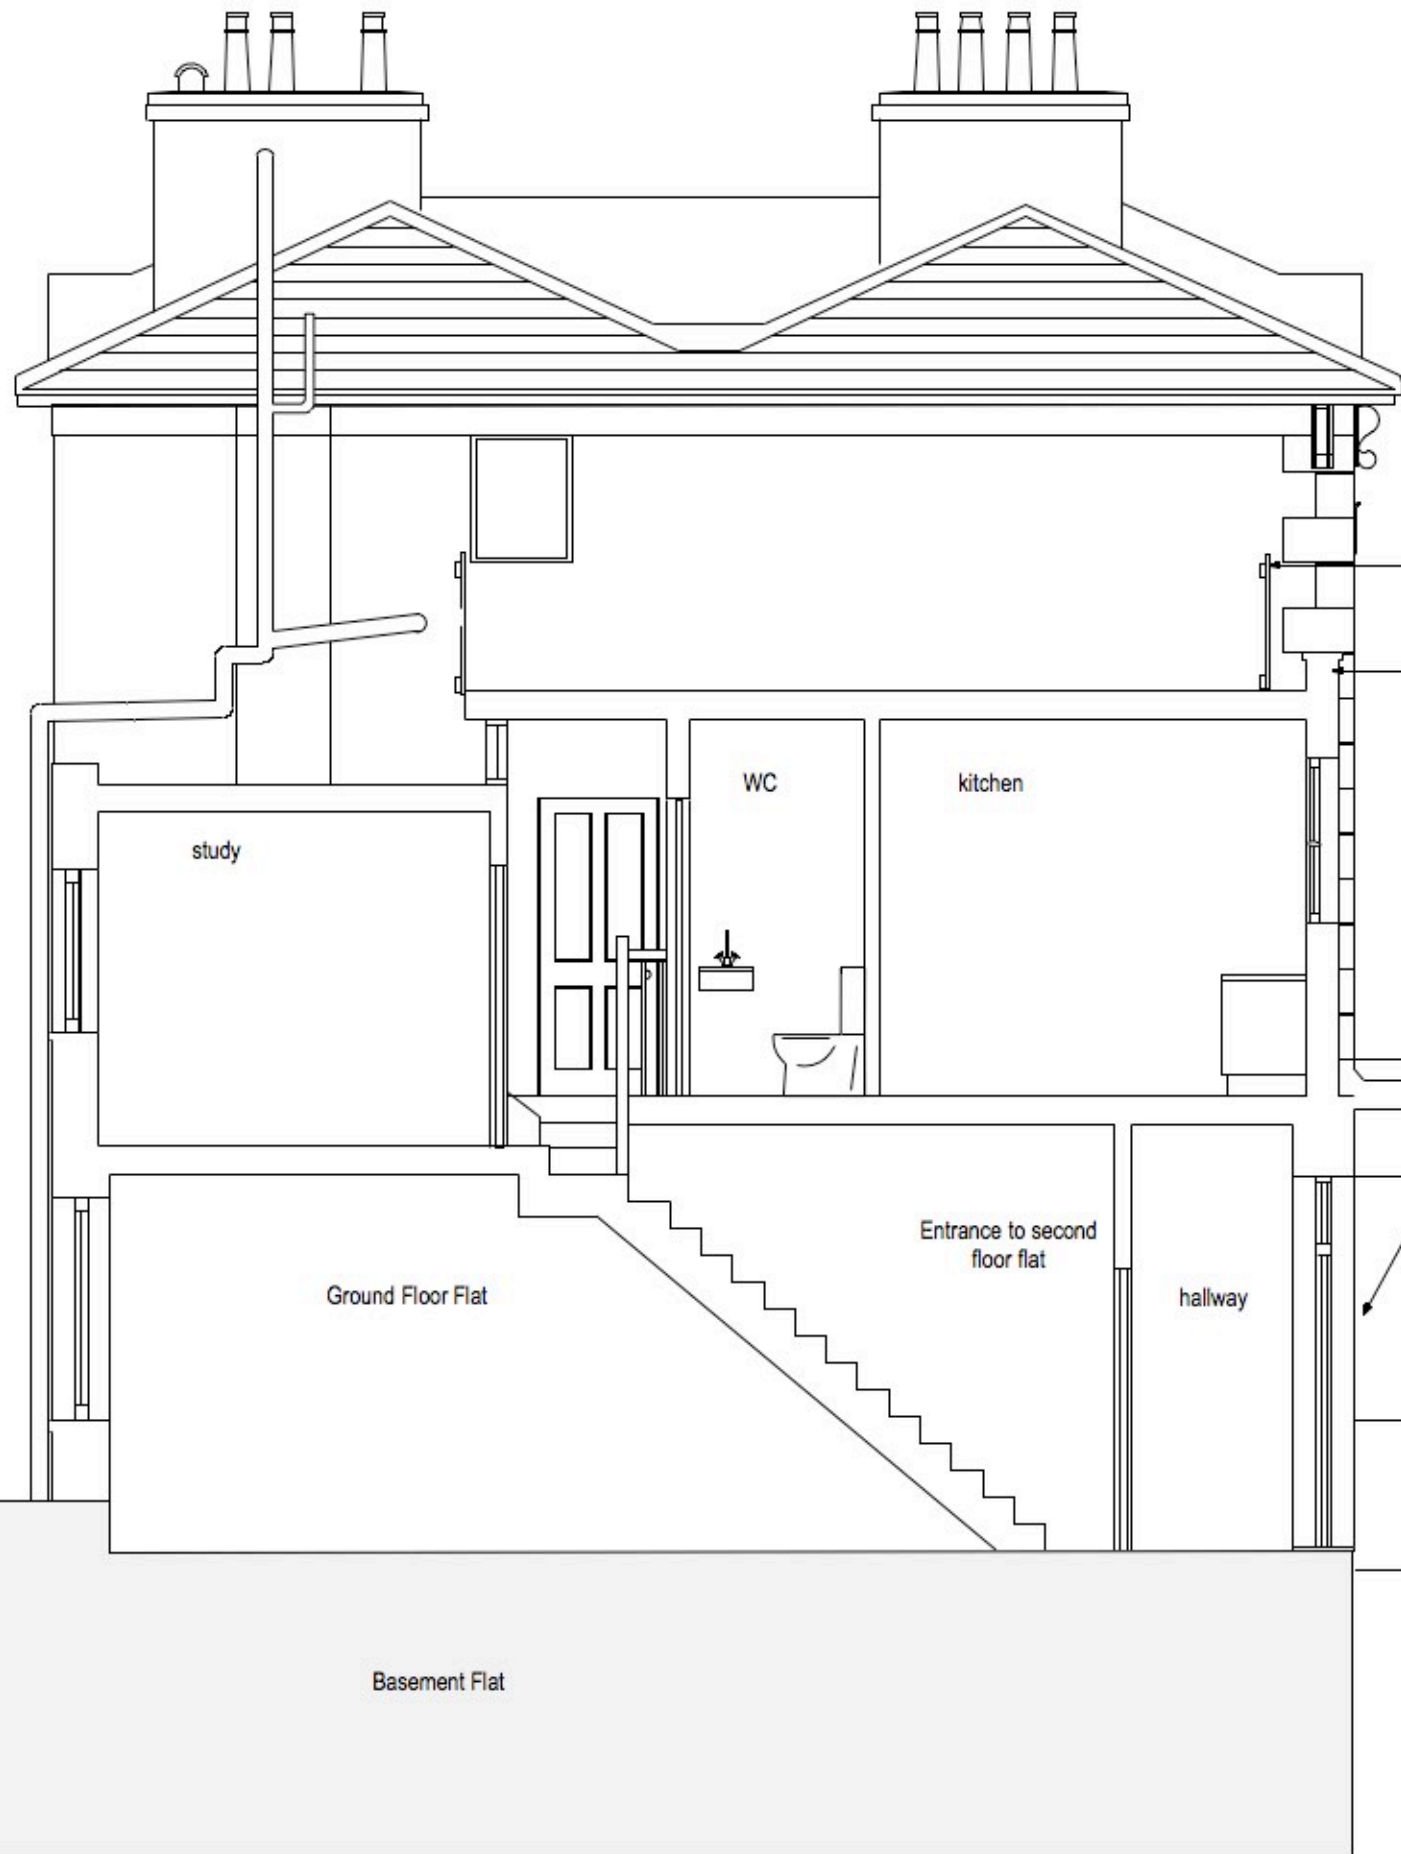 WC
kitchen
study
Entrance to second
floor flat
Ground Floor Flat
hallway
Basement Flat